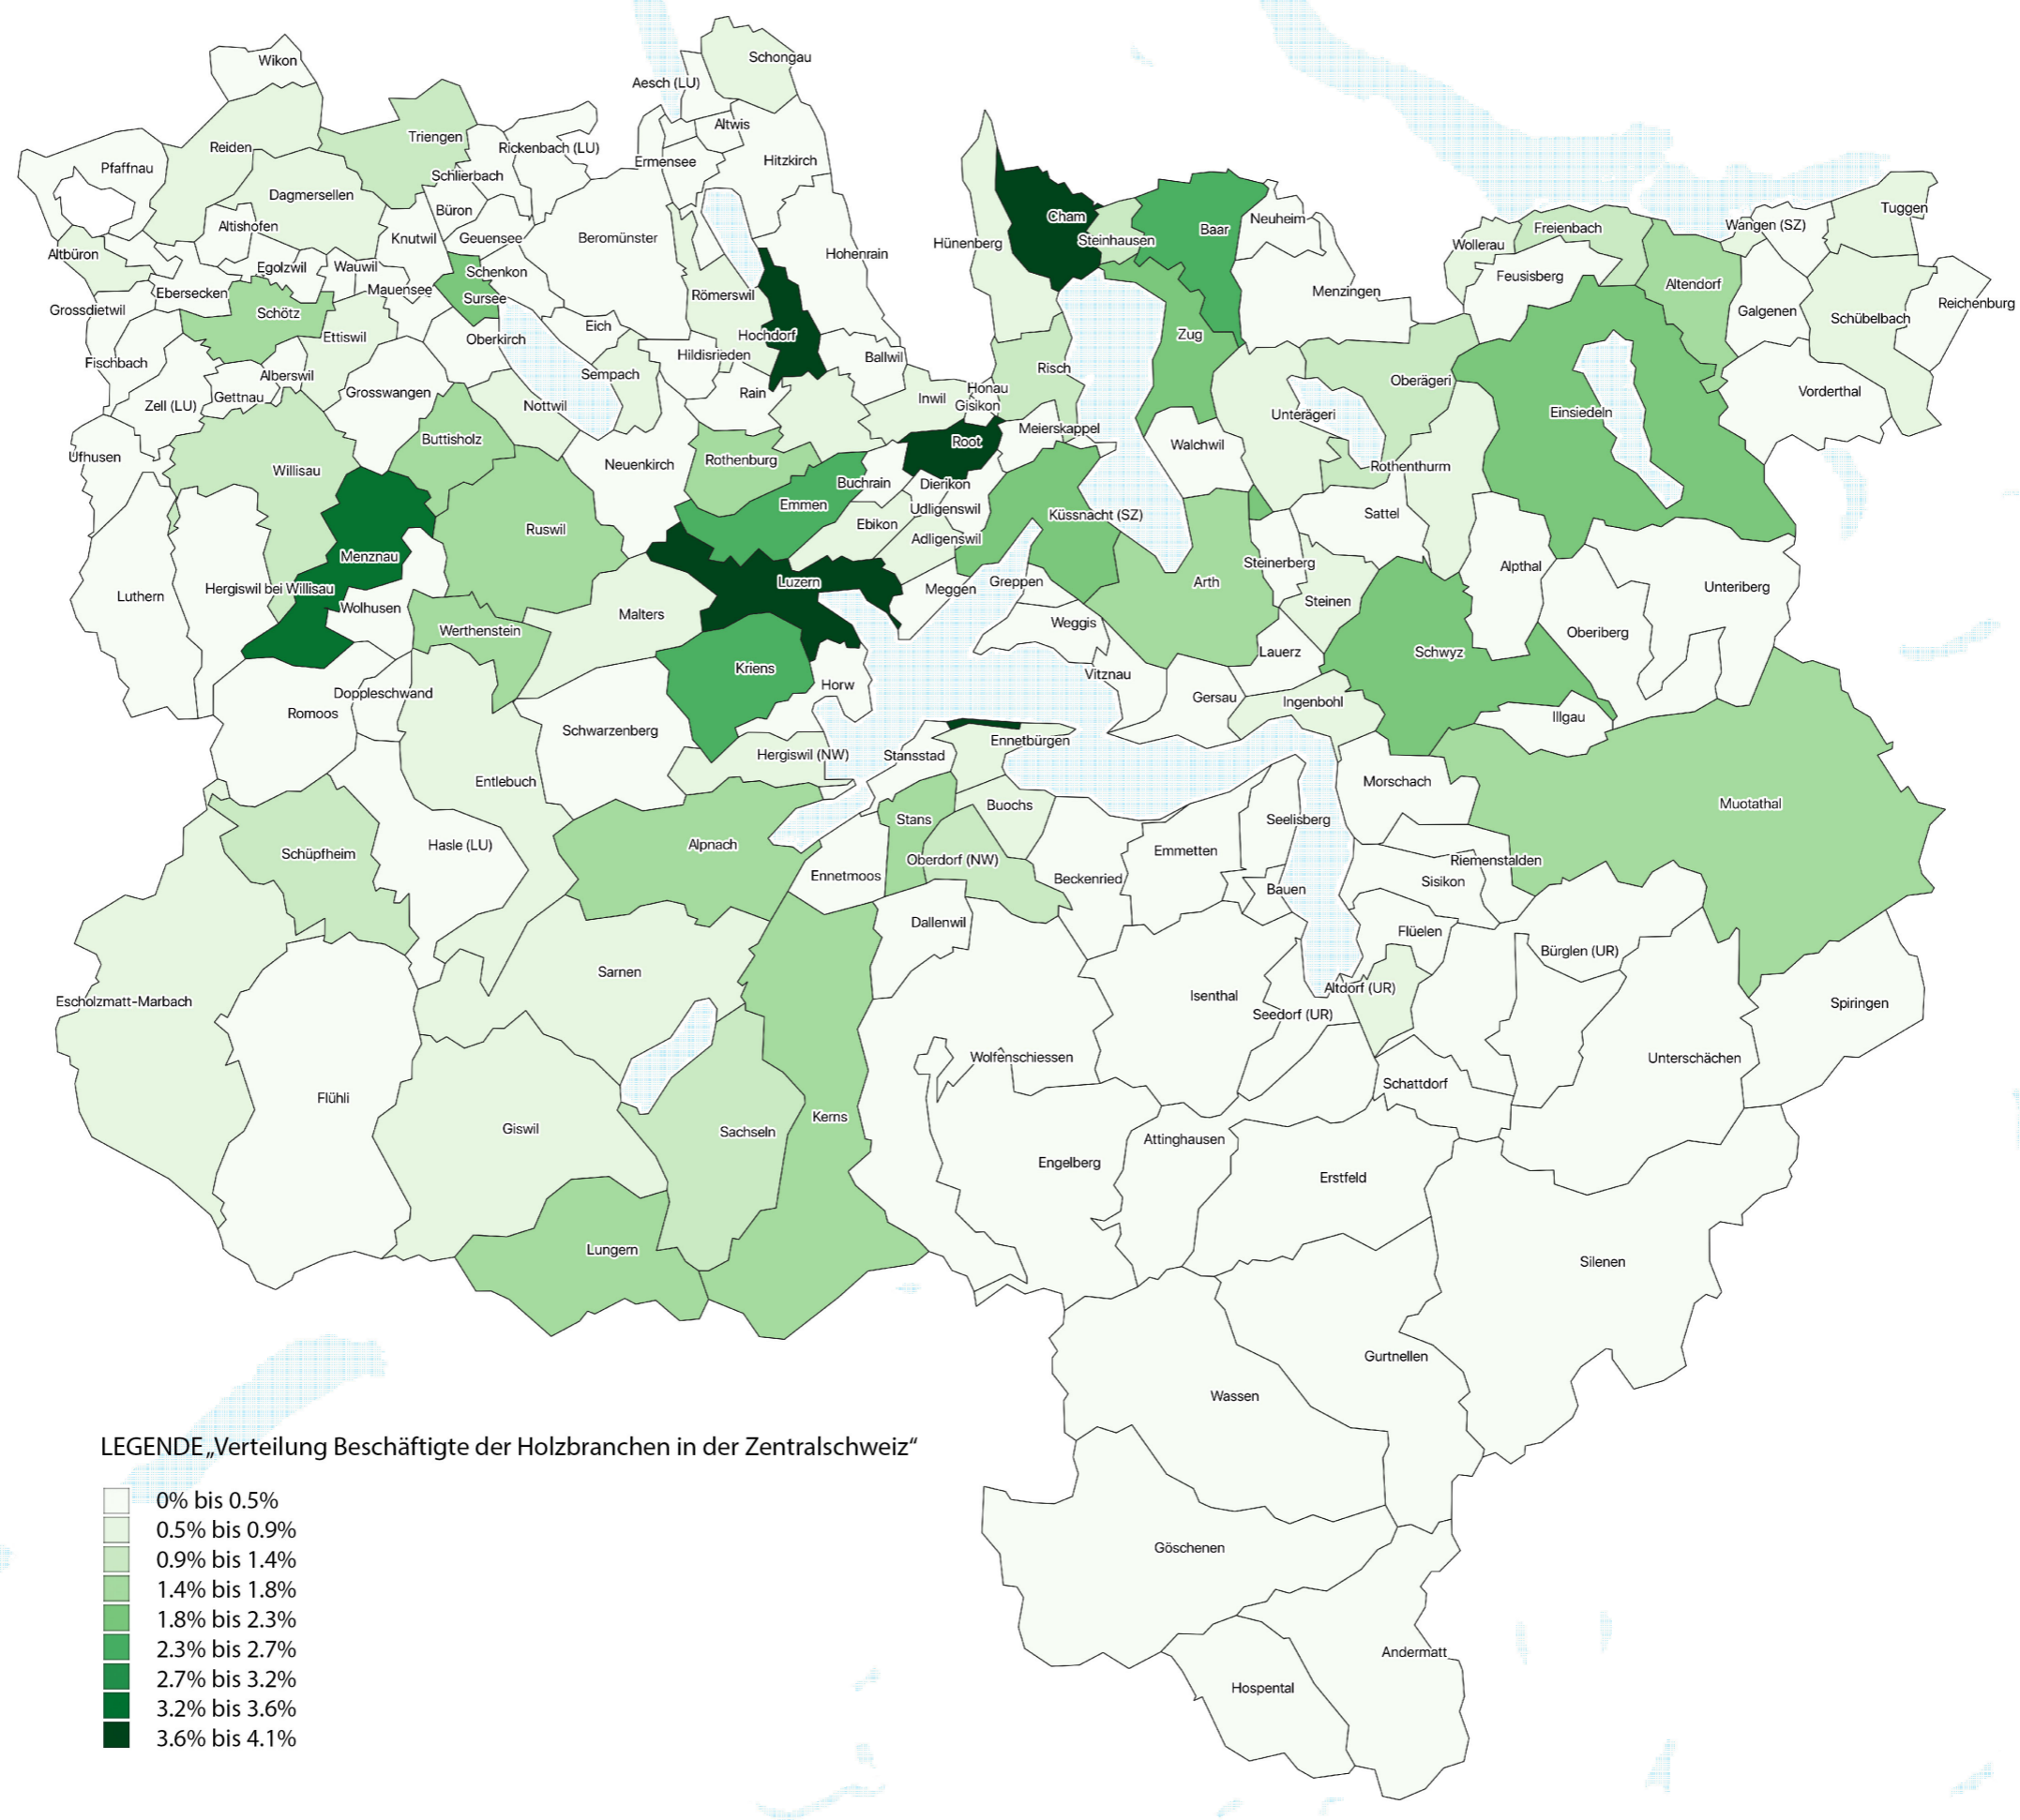 Wikon
Schongau
Aesch (LU)
Altwis
Triengen
Rickenbach (LU)
Reiden
Pfaffnau
Ermensee
Hitzkirch
Schlierbach
Dagmersellen
Büron
Altishofen
Knutwil
Geuensee
Beromünster
Hohenrain
Hünenberg
Cham
Steinhausen
Baar
Neuheim
Wollerau
Freienbach
Wangen (SZ)
Tuggen
Altbüron
Egolzwil
Wauwil
Schenkon
Mauensee
Sursee
Ebersecken
Römerswil
Menzingen
Feusisberg
Altendorf
Galgenen
Schübelbach
Reichenburg
Grossdietwil
Schötz
Ettiswil
Oberkirch
Eich
Hochdorf
Ballwil
Zug
Fischbach
Hildisrieden
Alberswil
Sempach
Risch
Oberägeri
Vorderthal
Zell (LU)
Gettnau
Grosswangen
Nottwil
Rain
Inwil
Honau
Gisikon
Unterägeri
Einsiedeln
Buttisholz
Root
Meierskappel
Walchwil
Ufhusen
Willisau
Neuenkirch
Rothenburg
Rothenthurm
Buchrain
Dierikon
Emmen
Udligenswil
Küssnacht (SZ)
Sattel
Ruswil
Ebikon
Adligenswil
Menznau
Steinerberg
Alpthal
Unteriberg
Luthern
Hergiswil bei Willisau
Luzern
Meggen
Greppen
Arth
Wolhusen
Malters
Steinen
Werthenstein
Weggis
Oberiberg
Lauerz
Schwyz
Kriens
Horw
Vitznau
Doppleschwand
Gersau
Ingenbohl
Romoos
Illgau
Schwarzenberg
Ennetbürgen
Hergiswil (NW)
Stansstad
Entlebuch
Morschach
Buochs
Muotathal
Stans
Seelisberg
Hasle (LU)
Alpnach
Schüpfheim
Oberdorf (NW)
Emmetten
Riemenstalden
Ennetmoos
Beckenried
Bauen
Sisikon
Dallenwil
Flüelen
Bürglen (UR)
Sarnen
Altdorf (UR)
Escholzmatt-Marbach
Isenthal
Seedorf (UR)
Spiringen
Wolfenschiessen
Unterschächen
Flühli
Schattdorf
Kerns
Giswil
Sachseln
Attinghausen
Engelberg
Erstfeld
Lungern
Silenen
Gurtnellen
Wassen
LEGENDE „Verteilung Beschäftigte der Holzbranchen in der Zentralschweiz“
0% bis 0.5%
0.5% bis 0.9%
0.9% bis 1.4%
1.4% bis 1.8%
1.8% bis 2.3%
2.3% bis 2.7%
2.7% bis 3.2%
3.2% bis 3.6%
3.6% bis 4.1%
Göschenen
Andermatt
Hospental